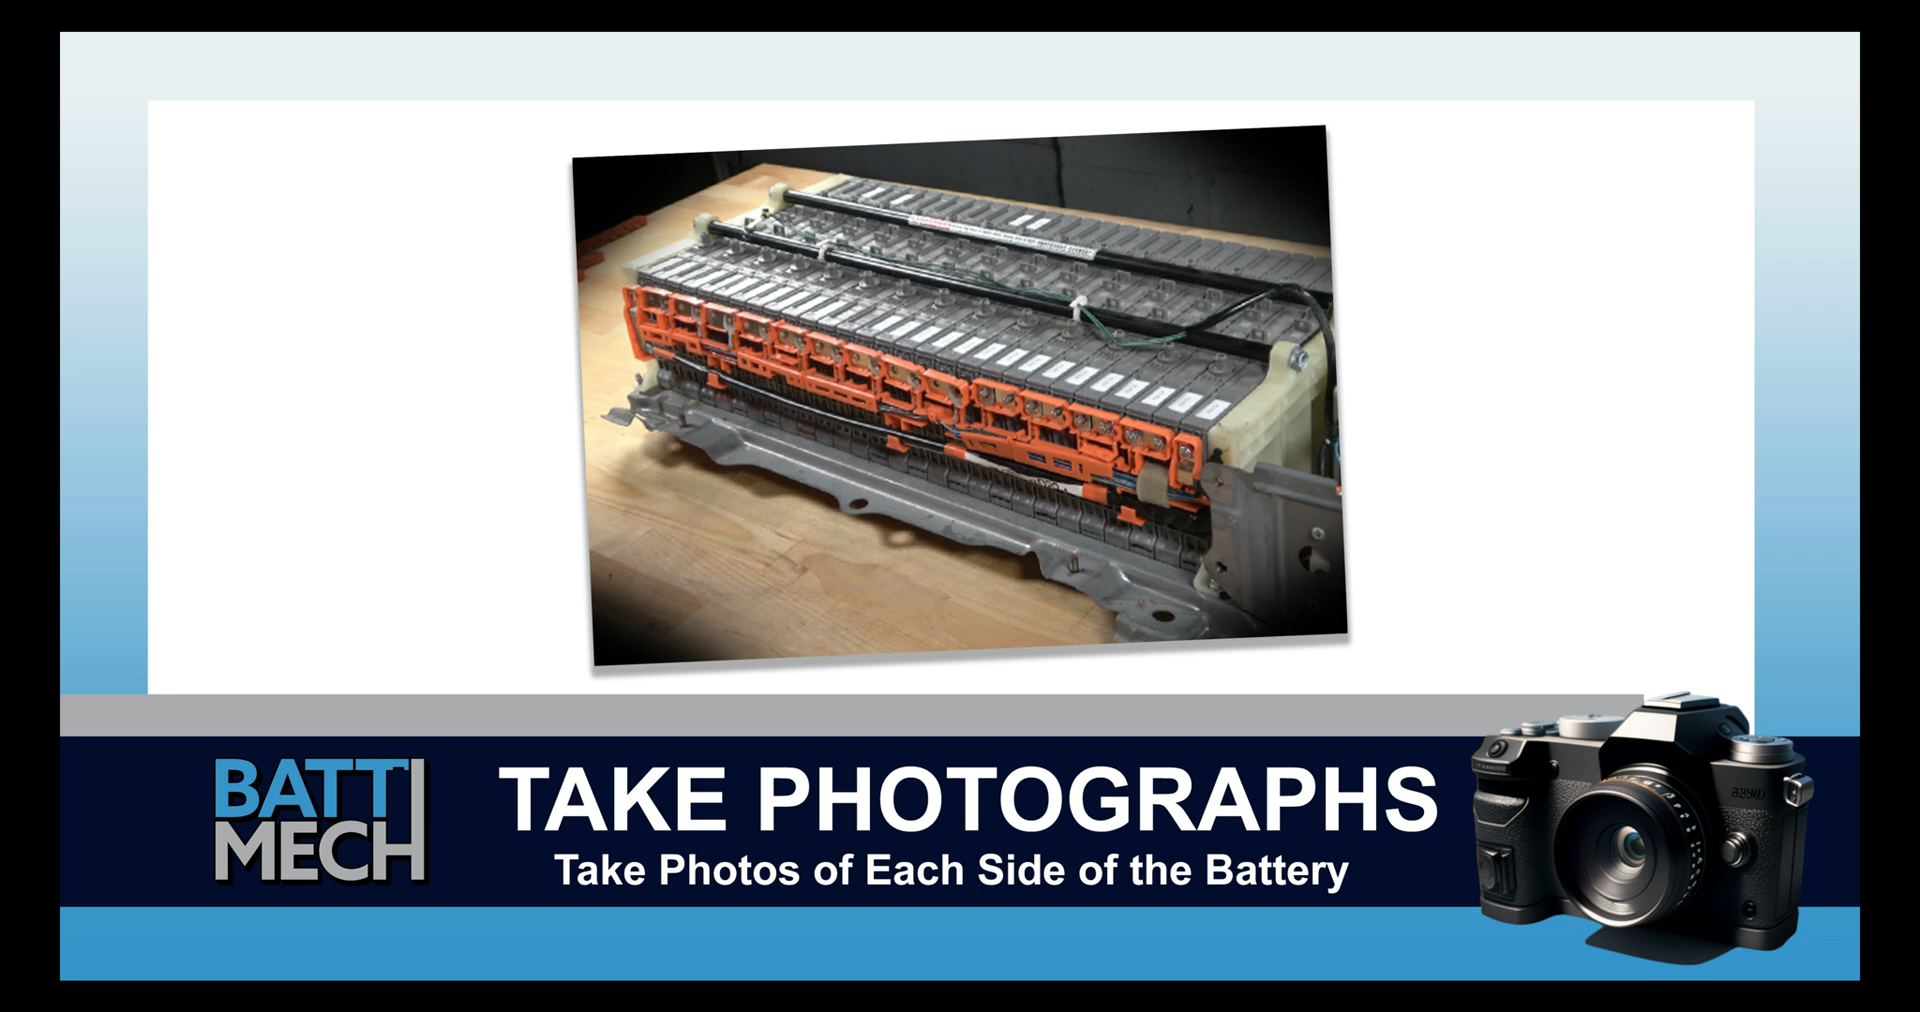 BATT
MECH
TAKE PHOTOGRAPHS
Take Photos of Each Side of the Battery